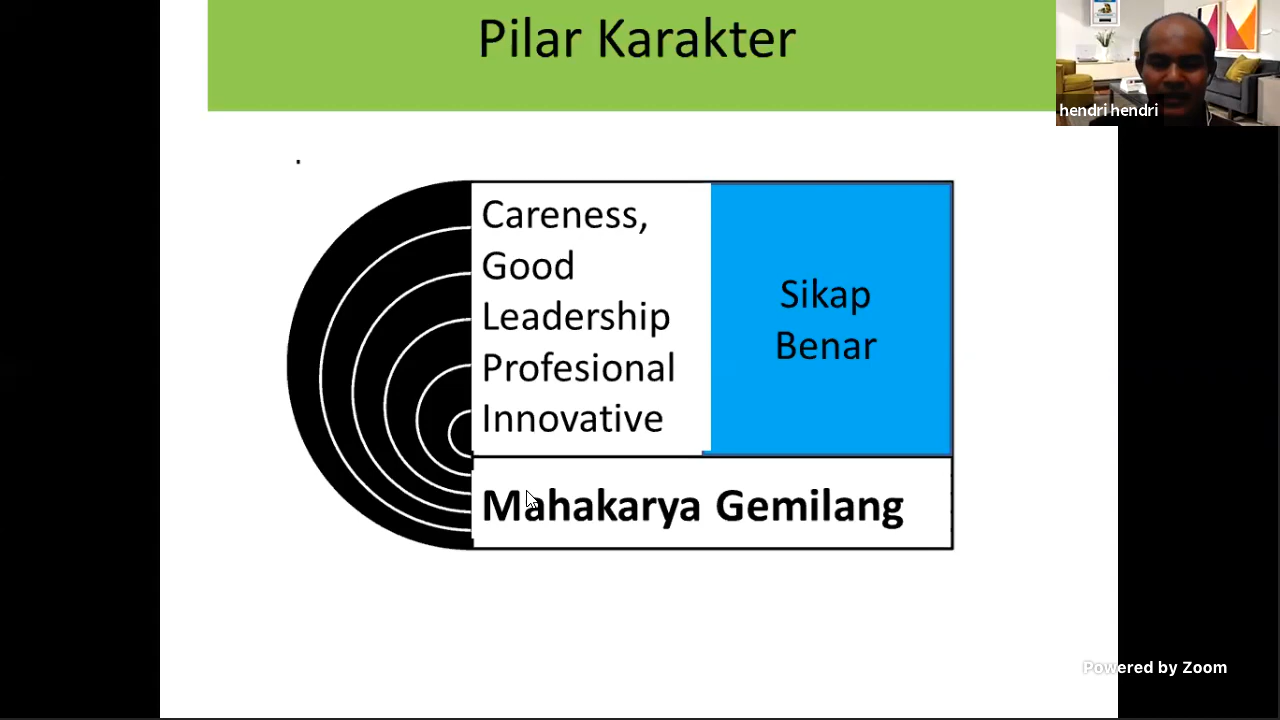 Pilar Karakter
hendri hendri
.
Careness,
Good
Leadership
Profesional
Innovative
Sikap
Benar
Mahakarya Gemilang
Powered by Zoom